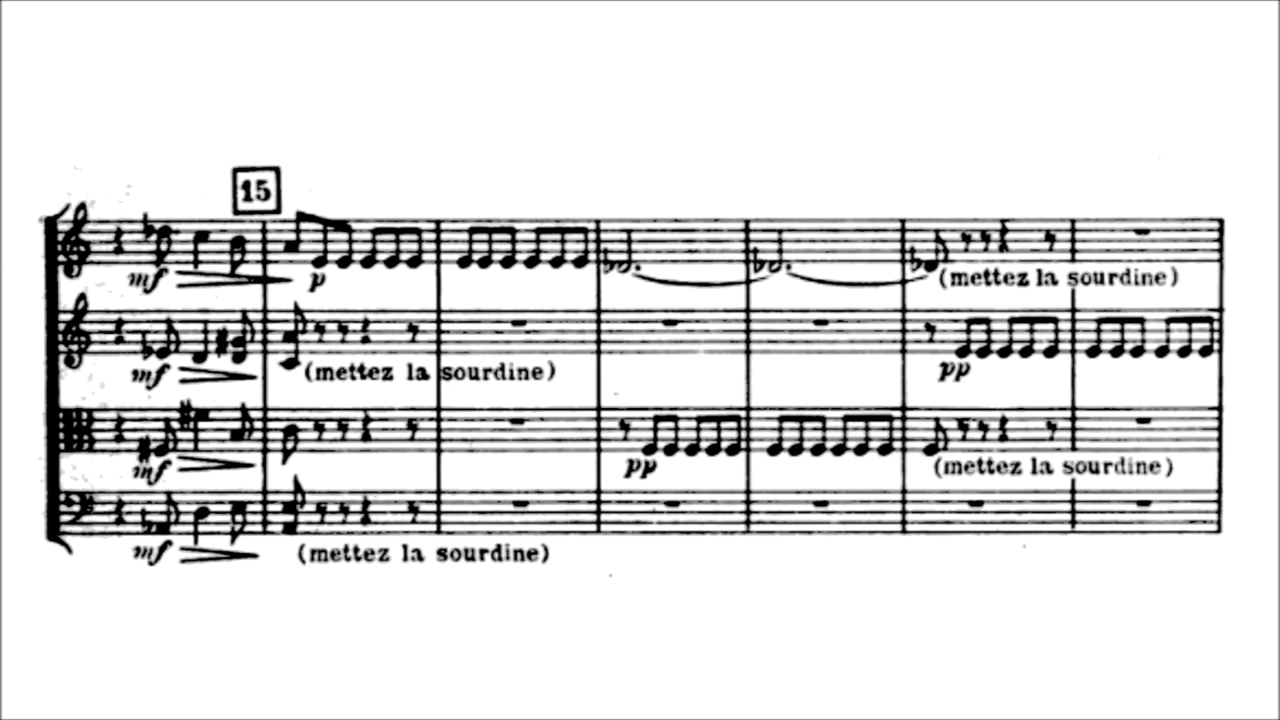 15
mf p
(mettez la sourdine)
mf (mettez la sourdine) pp
mf pp (mettez la sourdine)
mf (mettez la sourdine)